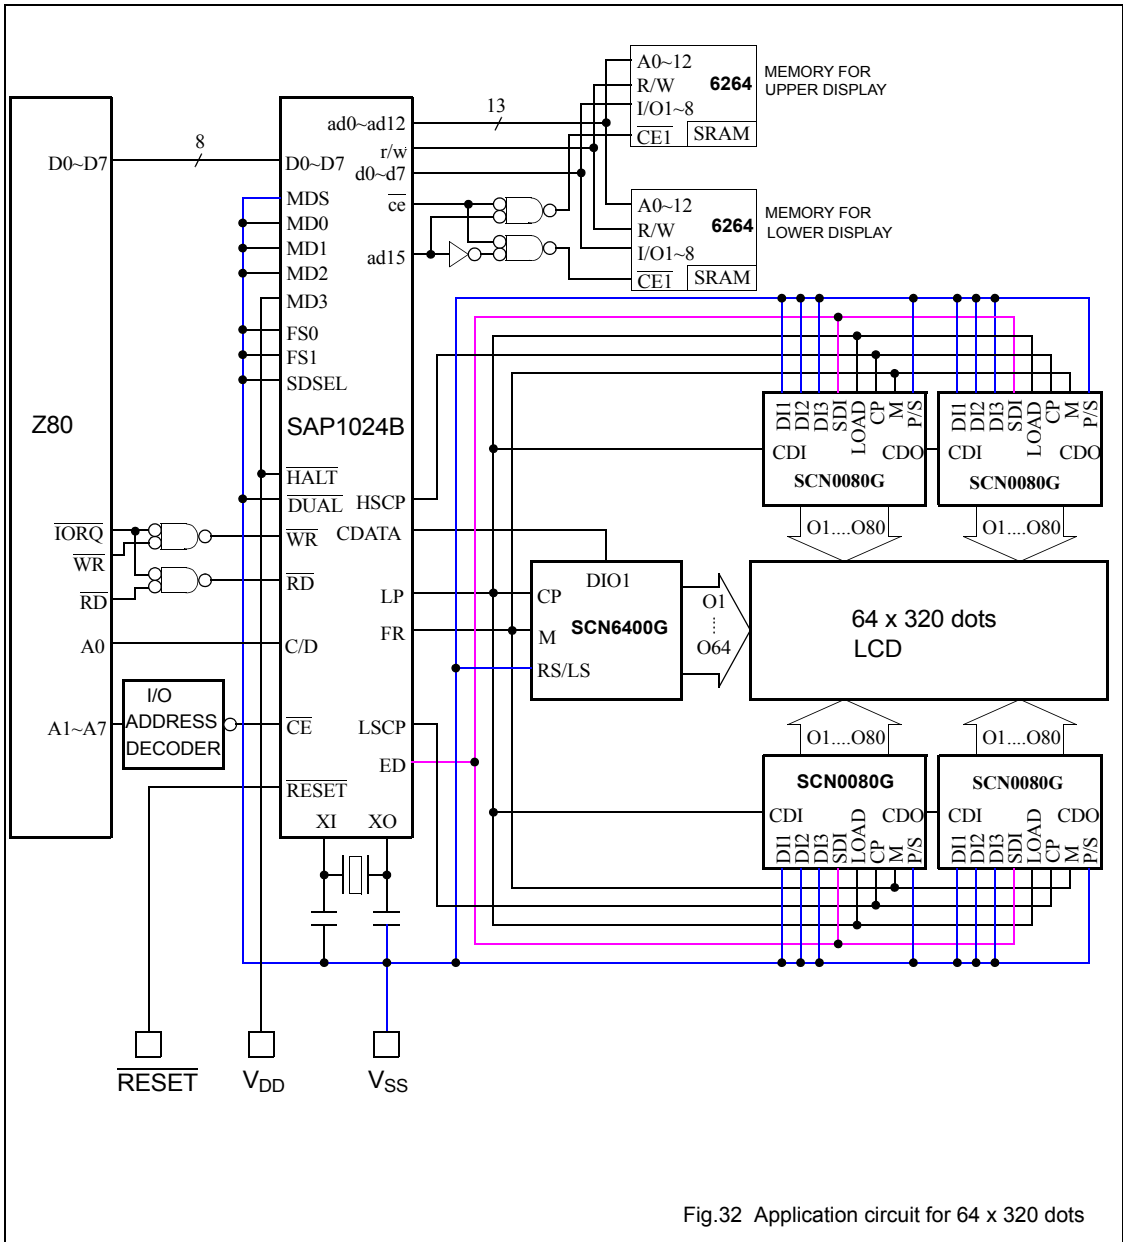 Z80
D0~D7
IORQ
WR
RD
A0
A1~A7
8
I/O
ADDRESS
DECODER
SAP1024B
D0~D7
MDS
MD0
MD1
MD2
MD3
FS0
FS1
SDSEL
HALT
DUAL
WR
RD
C/D
CE
RESET
XI
XO
ad0~ad12
r/w
d0~d7
ce
ad15
HSCP
CDATA
LP
FR
LSCP
ED
13
A0~12
R/W
I/O1~8
CE1
6264
SRAM
MEMORY FOR
UPPER DISPLAY
A0~12
R/W
I/O1~8
CE1
6264
SRAM
MEMORY FOR
LOWER DISPLAY
DI1
DI2
DI3
SDI
LOAD
CP
M
P/S
CDI
CDO
SCN0080G
O1....O80
DI1
DI2
DI3
SDI
LOAD
CP
M
P/S
CDI
CDO
SCN0080G
O1....O80
DIO1
CP
SCN6400G
M
RS/LS
O1
O64
64 x 320 dots
LCD
O1....O80
SCN0080G
CDI
CDO
DI1
DI2
DI3
SDI
LOAD
CP
M
P/S
O1....O80
SCN0080G
CDI
CDO
DI1
DI2
DI3
SDI
LOAD
CP
M
P/S
RESET
VDD
VSS
Fig.32 Application circuit for 64 x 320 dots